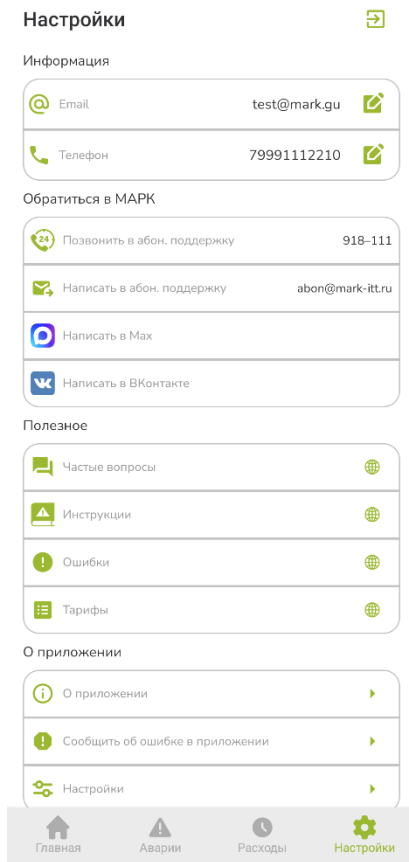 Настройки
Информация
Email test@mark.gu
Телефон 79991112210
Обратиться в МАРК
24 Позвонить в абон. поддержку 918–111
Написать в абон. поддержку abon@mark-itt.ru
Написать в Max
Написать в ВКонтакте
Полезное
Частые вопросы
Инструкции
Ошибки
Тарифы
О приложении
О приложении
Сообщить об ошибке в приложении
Настройки
Главная Аварии Расходы Настройки